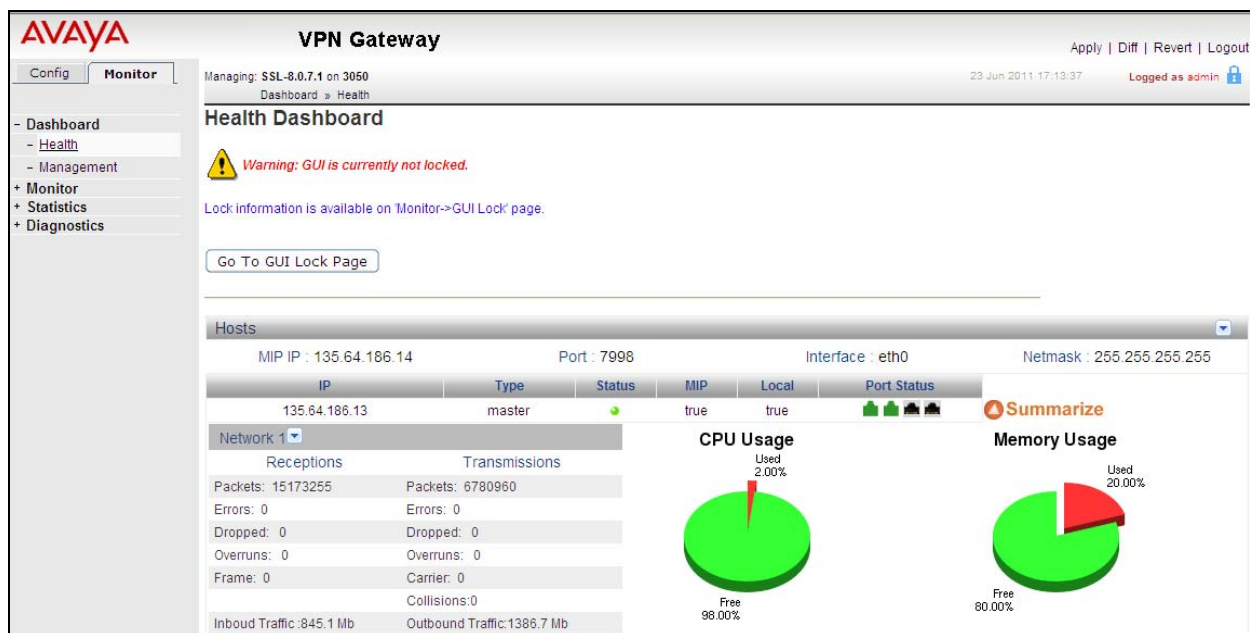 AVAYA
VPN Gateway
Apply | Diff | Revert | Logout
Config Monitor
Managing: SSL-8.0.7.1 on 3050
23 Jun 2011 17:13:37
Logged as admin
Dashboard » Health
- Dashboard
- Health
- Management
+ Monitor
+ Statistics
+ Diagnostics
Health Dashboard
Warning: GUI is currently not locked.
Lock information is available on 'Monitor->GUI Lock' page.
Go To GUI Lock Page
Hosts
MIP IP : 135.64.186.14 Port : 7998 Interface : eth0 Netmask : 255.255.255.255
IP Type Status MIP Local Port Status
135.64.186.13 master true true
Summarize
Network 1
Receptions Transmissions
Packets: 15173255 Packets: 6780960
Errors: 0 Errors: 0
Dropped: 0 Dropped: 0
Overruns: 0 Overruns: 0
Frame: 0 Carrier: 0
Collisions:0
Inboud Traffic :845.1 Mb Outbound Traffic:1386.7 Mb
CPU Usage
Used
2.00%
Free
98.00%
Memory Usage
Used
20.00%
Free
80.00%